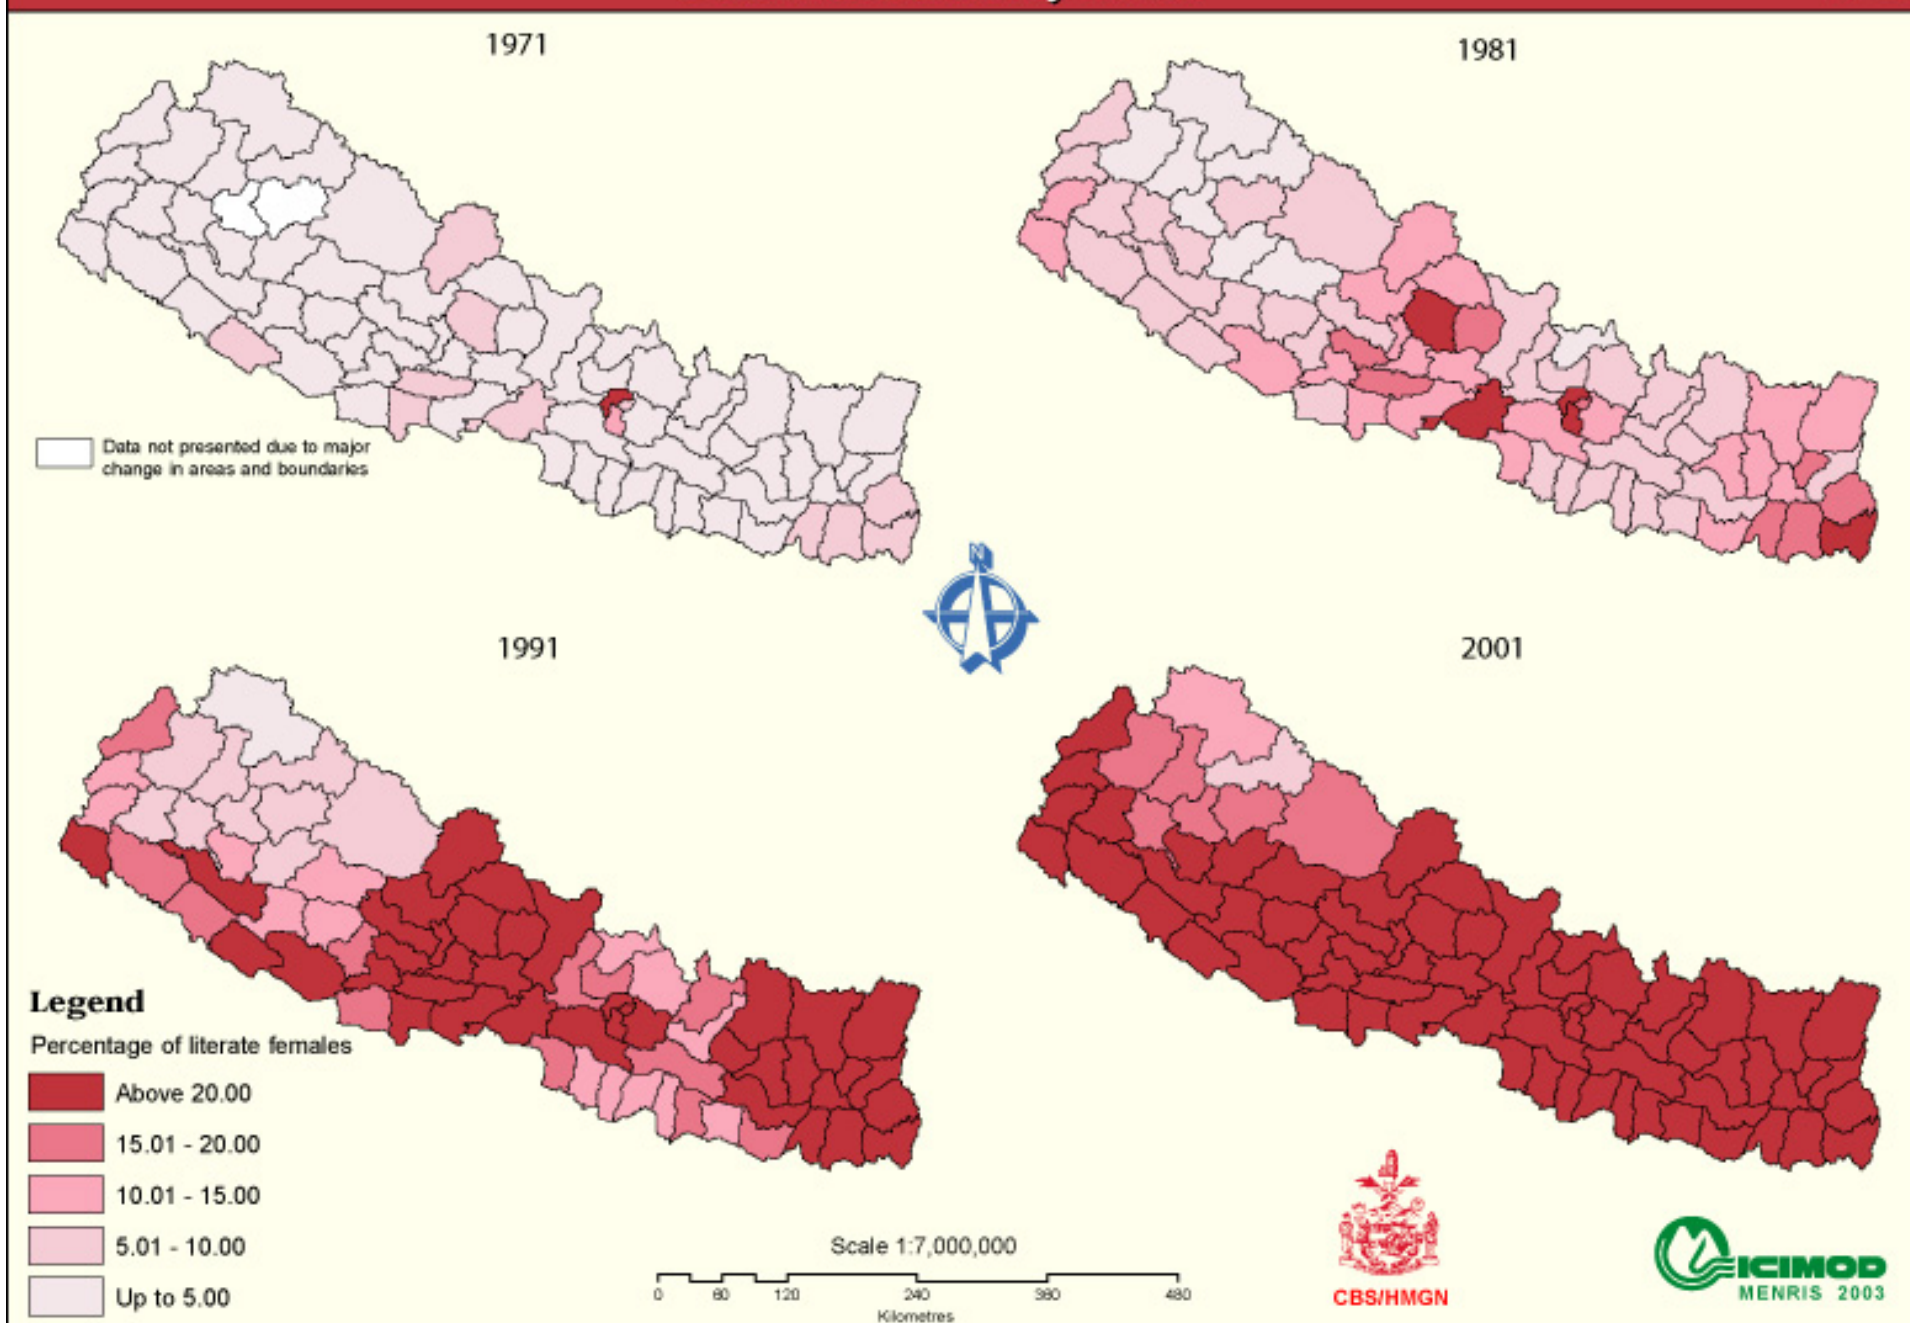 1971
1981
Data not presented due to major
change in areas and boundaries
N
1991
2001
Legend
Percentage of literate females
Above 20.00
15.01 - 20.00
10.01 - 15.00
5.01 - 10.00
Up to 5.00
Scale 1:7,000,000
0 60 120 240 360 480
Kilometres
CBS/HMGN
ICIMOD
MENRIS 2003